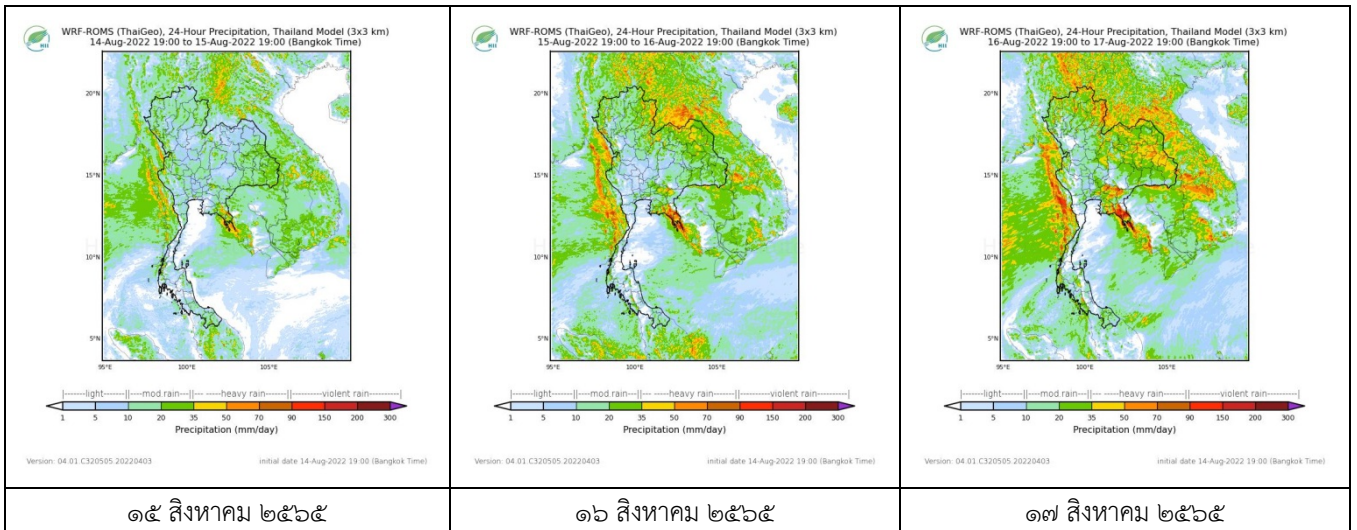 WRF-ROMS (ThaiGeo), 24-Hour Precipitation, Thailand Model (3x3 km)
14-Aug-2022 19:00 to 15-Aug-2022 19:00 (Bangkok Time)
HII
20°N
15°N
10°N
5°N
95°E 100°E 105°E
|-------light------||---mod.rain---|--- ---heavy rain----||------violent rain-------|
1 5 10 20 35 50 70 90 150 200 300
Precipitation (mm/day)
Version: 04.01.C320505.20220403 initial date 14-Aug-2022 19:00 (Bangkok Time)
๑๕ สิงหาคม ๒๕๖๕
WRF-ROMS (ThaiGeo), 24-Hour Precipitation, Thailand Model (3x3 km)
15-Aug-2022 19:00 to 16-Aug-2022 19:00 (Bangkok Time)
HII
20°N
15°N
10°N
5°N
95°E 100°E 105°E
|-------light------||---mod.rain---|--- ---heavy rain----||------violent rain-------|
1 5 10 20 35 50 70 90 150 200 300
Precipitation (mm/day)
Version: 04.01.C320505.20220403 initial date 14-Aug-2022 19:00 (Bangkok Time)
๑๖ สิงหาคม ๒๕๖๕
WRF-ROMS (ThaiGeo), 24-Hour Precipitation, Thailand Model (3x3 km)
16-Aug-2022 19:00 to 17-Aug-2022 19:00 (Bangkok Time)
HII
20°N
15°N
10°N
5°N
95°E 100°E 105°E
|-------light------||---mod.rain---|--- ---heavy rain----||------violent rain-------|
1 5 10 20 35 50 70 90 150 200 300
Precipitation (mm/day)
Version: 04.01.C320505.20220403 initial date 14-Aug-2022 19:00 (Bangkok Time)
๑๗ สิงหาคม ๒๕๖๕